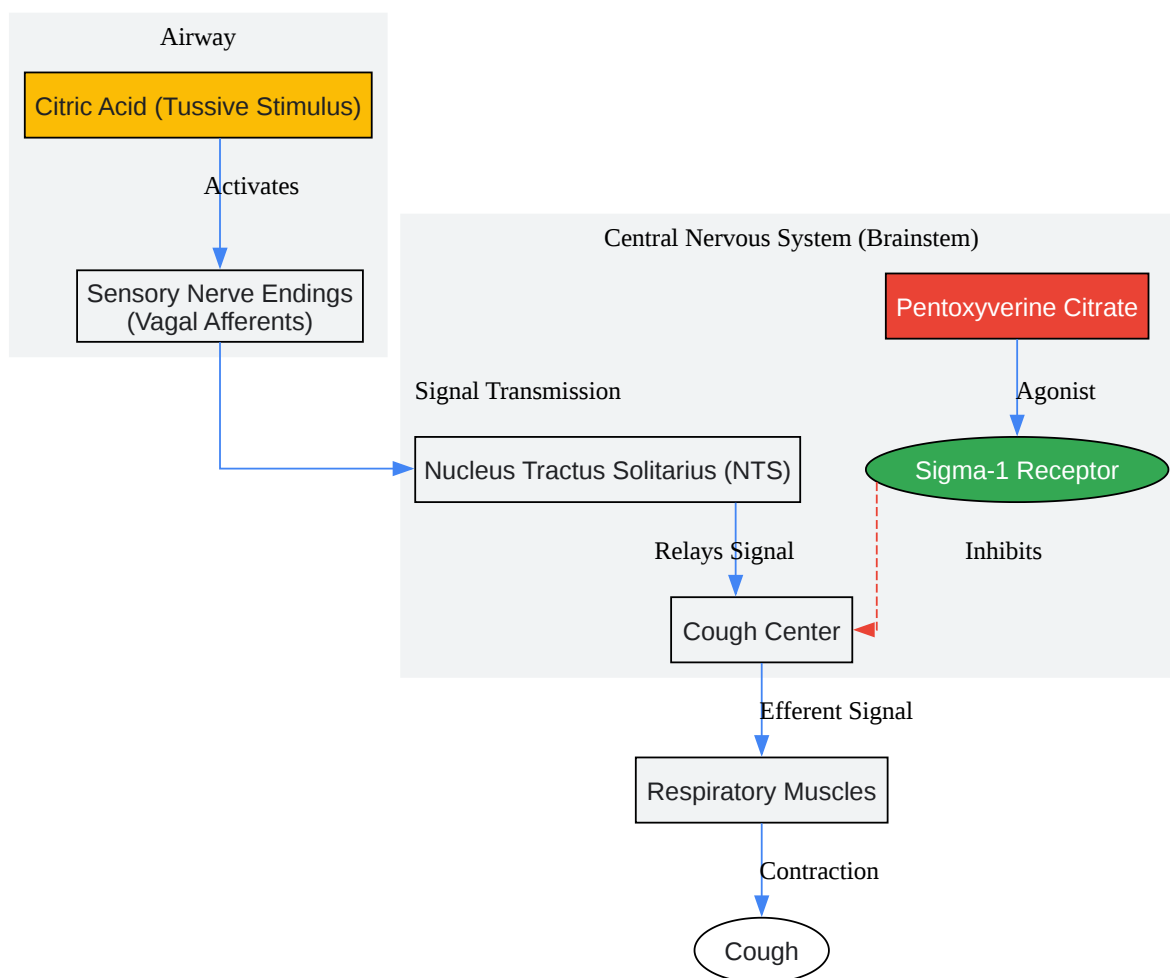 Airway
Citric Acid (Tussive Stimulus)
Activates
Sensory Nerve Endings
(Vagal Afferents)
Central Nervous System (Brainstem)
Pentoxyverine Citrate
Signal Transmission
Agonist
Nucleus Tractus Solitarius (NTS)
Sigma-1 Receptor
Relays Signal
Inhibits
Cough Center
Efferent Signal
Respiratory Muscles
Contraction
Cough